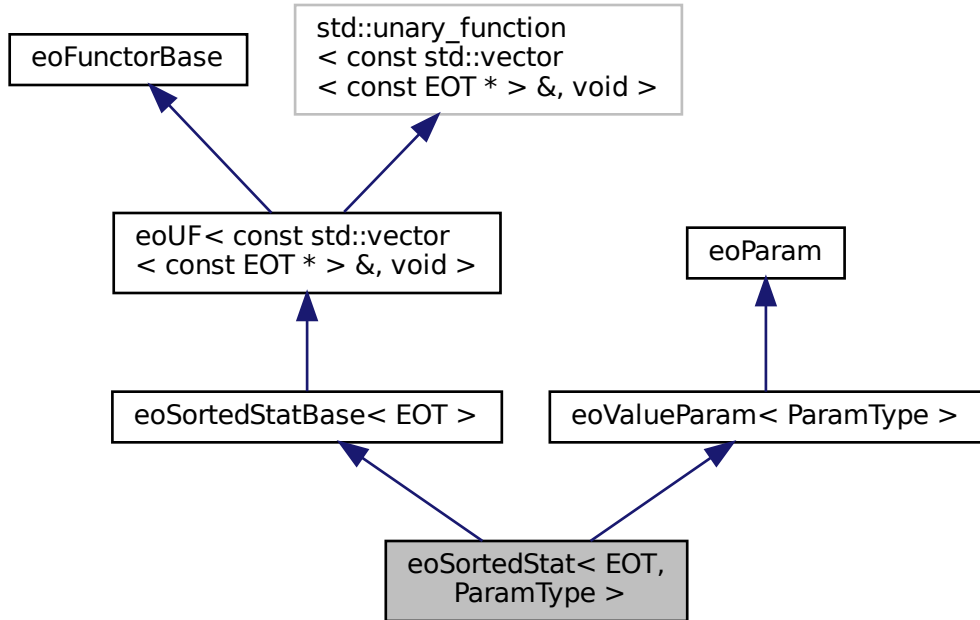 eoFunctorBase
std::unary_function
< const std::vector
< const EOT * > &, void >
eoUF< const std::vector
< const EOT * > &, void >
eoParam
eoSortedStatBase< EOT >
eoValueParam< ParamType >
eoSortedStat< EOT,
ParamType >